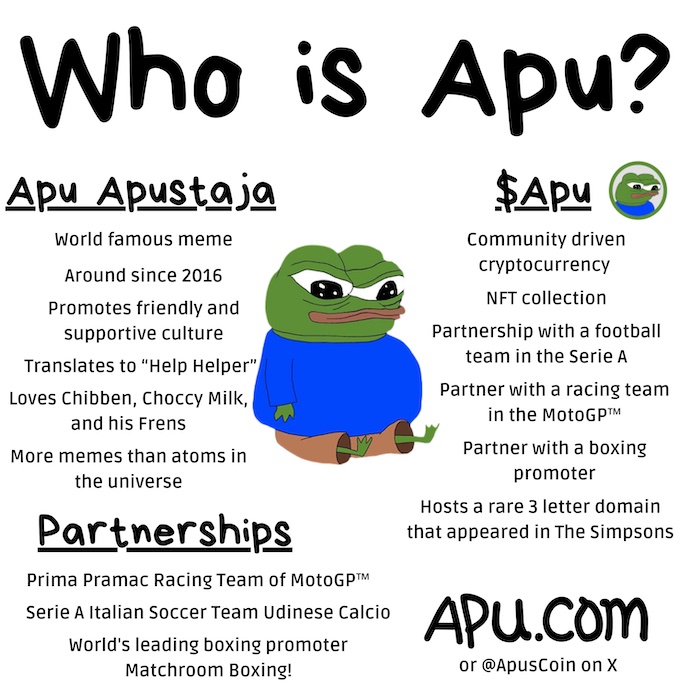 Who is Apu?
Apu Apustaja
World famous meme
Around since 2016
Promotes friendly and
supportive culture
Translates to “Help Helper”
Loves Chibben, Choccy Milk,
and his Frens
More memes than atoms in
the universe
$Apu
Community driven
cryptocurrency
NFT collection
Partnership with a football
team in the Serie A
Partner with a racing team
in the MotoGP™
Partner with a boxing
promoter
Hosts a rare 3 letter domain
that appeared in The Simpsons
Partnerships
Prima Pramac Racing Team of MotoGP™
Serie A Italian Soccer Team Udinese Calcio
World's leading boxing promoter
Matchroom Boxing!
APU.COM
or @ApusCoin on X